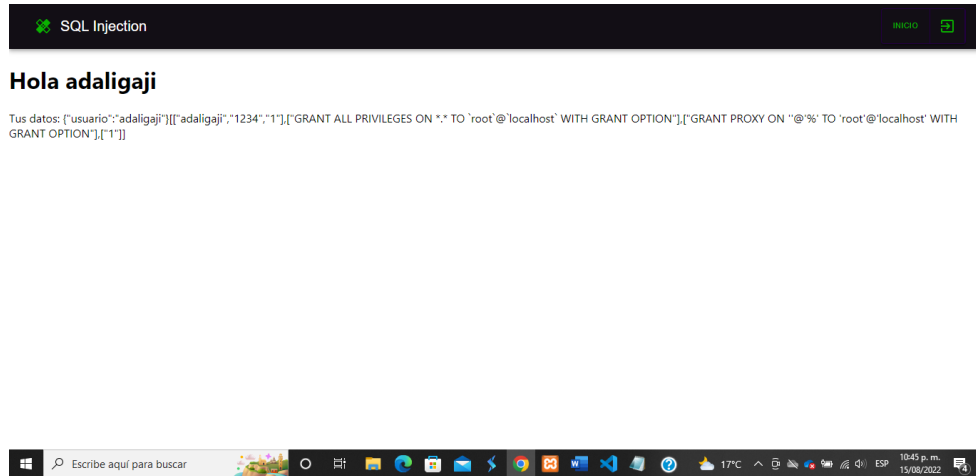 SQL Injection
INICIO
Hola adaligaji
Tus datos: {"usuario":"adaligaji"}[["adaligaji","1234","1"],["GRANT ALL PRIVILEGES ON *.* TO `root`@`localhost` WITH GRANT OPTION"],["GRANT PROXY ON ''@'%' TO 'root'@'localhost' WITH
GRANT OPTION"],["1"]]
Escribe aquí para buscar
17°C
ESP
10:45 p. m.
15/08/2022
4